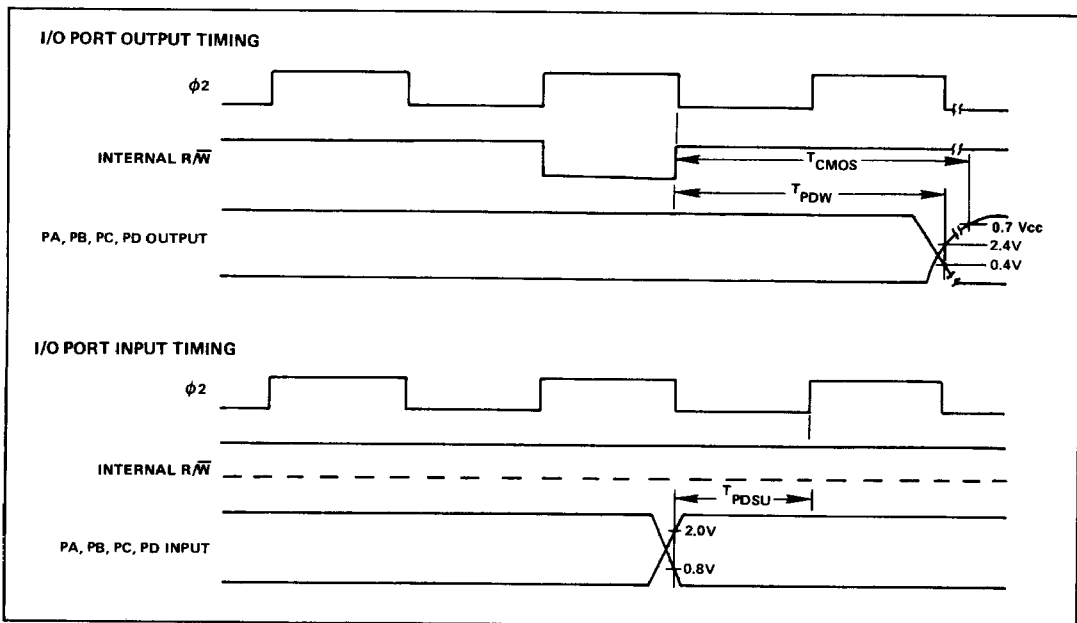 I/O PORT OUTPUT TIMING
ϕ2
INTERNAL R/W̅
T_CMOS
T_PDW
PA, PB, PC, PD OUTPUT
0.7 Vcc
2.4V
0.4V
I/O PORT INPUT TIMING
ϕ2
INTERNAL R/W̅
T_PDSU
PA, PB, PC, PD INPUT
2.0V
0.8V